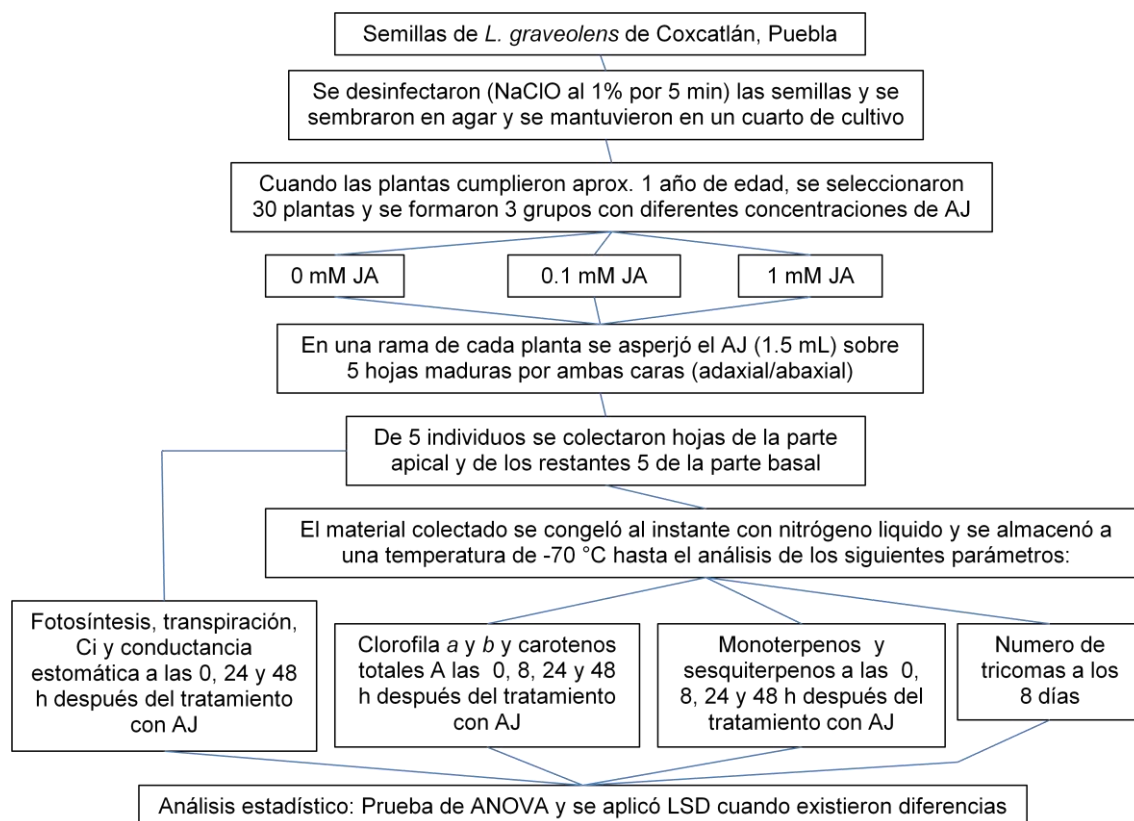 Semillas de L. graveolens de Coxcatlán, Puebla
Se desinfectaron (NaClO al 1% por 5 min) las semillas y se
sembraron en agar y se mantuvieron en un cuarto de cultivo
Cuando las plantas cumplieron aprox. 1 año de edad, se seleccionaron
30 plantas y se formaron 3 grupos con diferentes concentraciones de AJ
0 mM JA
0.1 mM JA
1 mM JA
En una rama de cada planta se asperjó el AJ (1.5 mL) sobre
5 hojas maduras por ambas caras (adaxial/abaxial)
De 5 individuos se colectaron hojas de la parte
apical y de los restantes 5 de la parte basal
El material colectado se congeló al instante con nitrógeno liquido y se almacenó a
una temperatura de -70 °C hasta el análisis de los siguientes parámetros:
Fotosíntesis, transpiración,
Ci y conductancia
estomática a las 0, 24 y 48
h después del tratamiento
con AJ
Clorofila a y b y carotenos
totales A las 0, 8, 24 y 48
h después del tratamiento
con AJ
Monoterpenos y
sesquiterpenos a las 0,
8, 24 y 48 h después del
tratamiento con AJ
Numero de
tricomas a los
8 días
Análisis estadístico: Prueba de ANOVA y se aplicó LSD cuando existieron diferencias